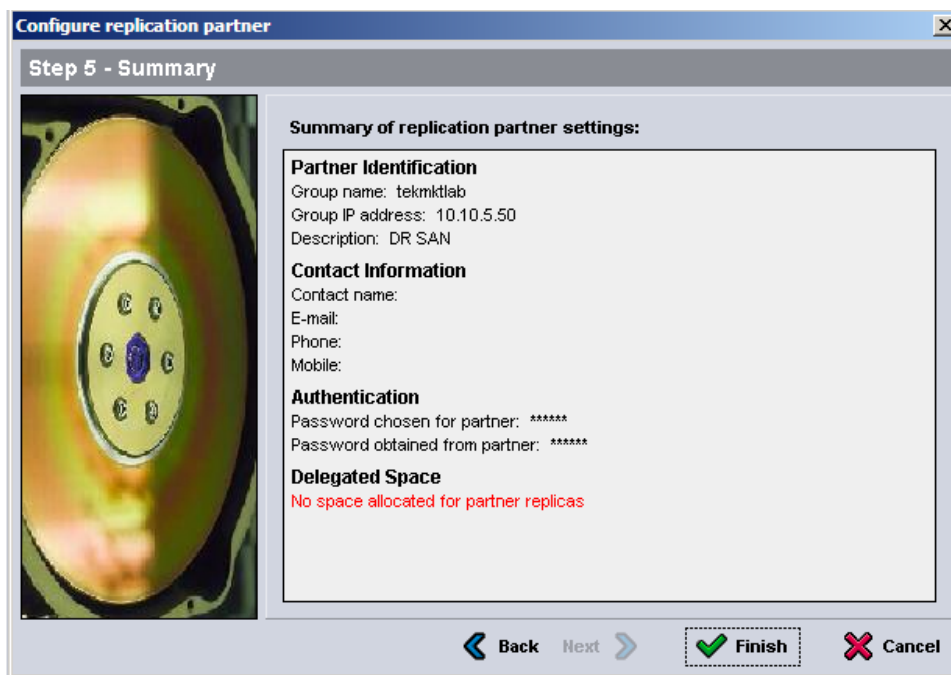 Configure replication partner
Step 5 - Summary
Summary of replication partner settings:
Partner Identification
Group name: tekmktlab
Group IP address: 10.10.5.50
Description: DR SAN
Contact Information
Contact name:
E-mail:
Phone:
Mobile:
Authentication
Password chosen for partner: ******
Password obtained from partner: ******
Delegated Space
No space allocated for partner replicas
Back Next Finish Cancel